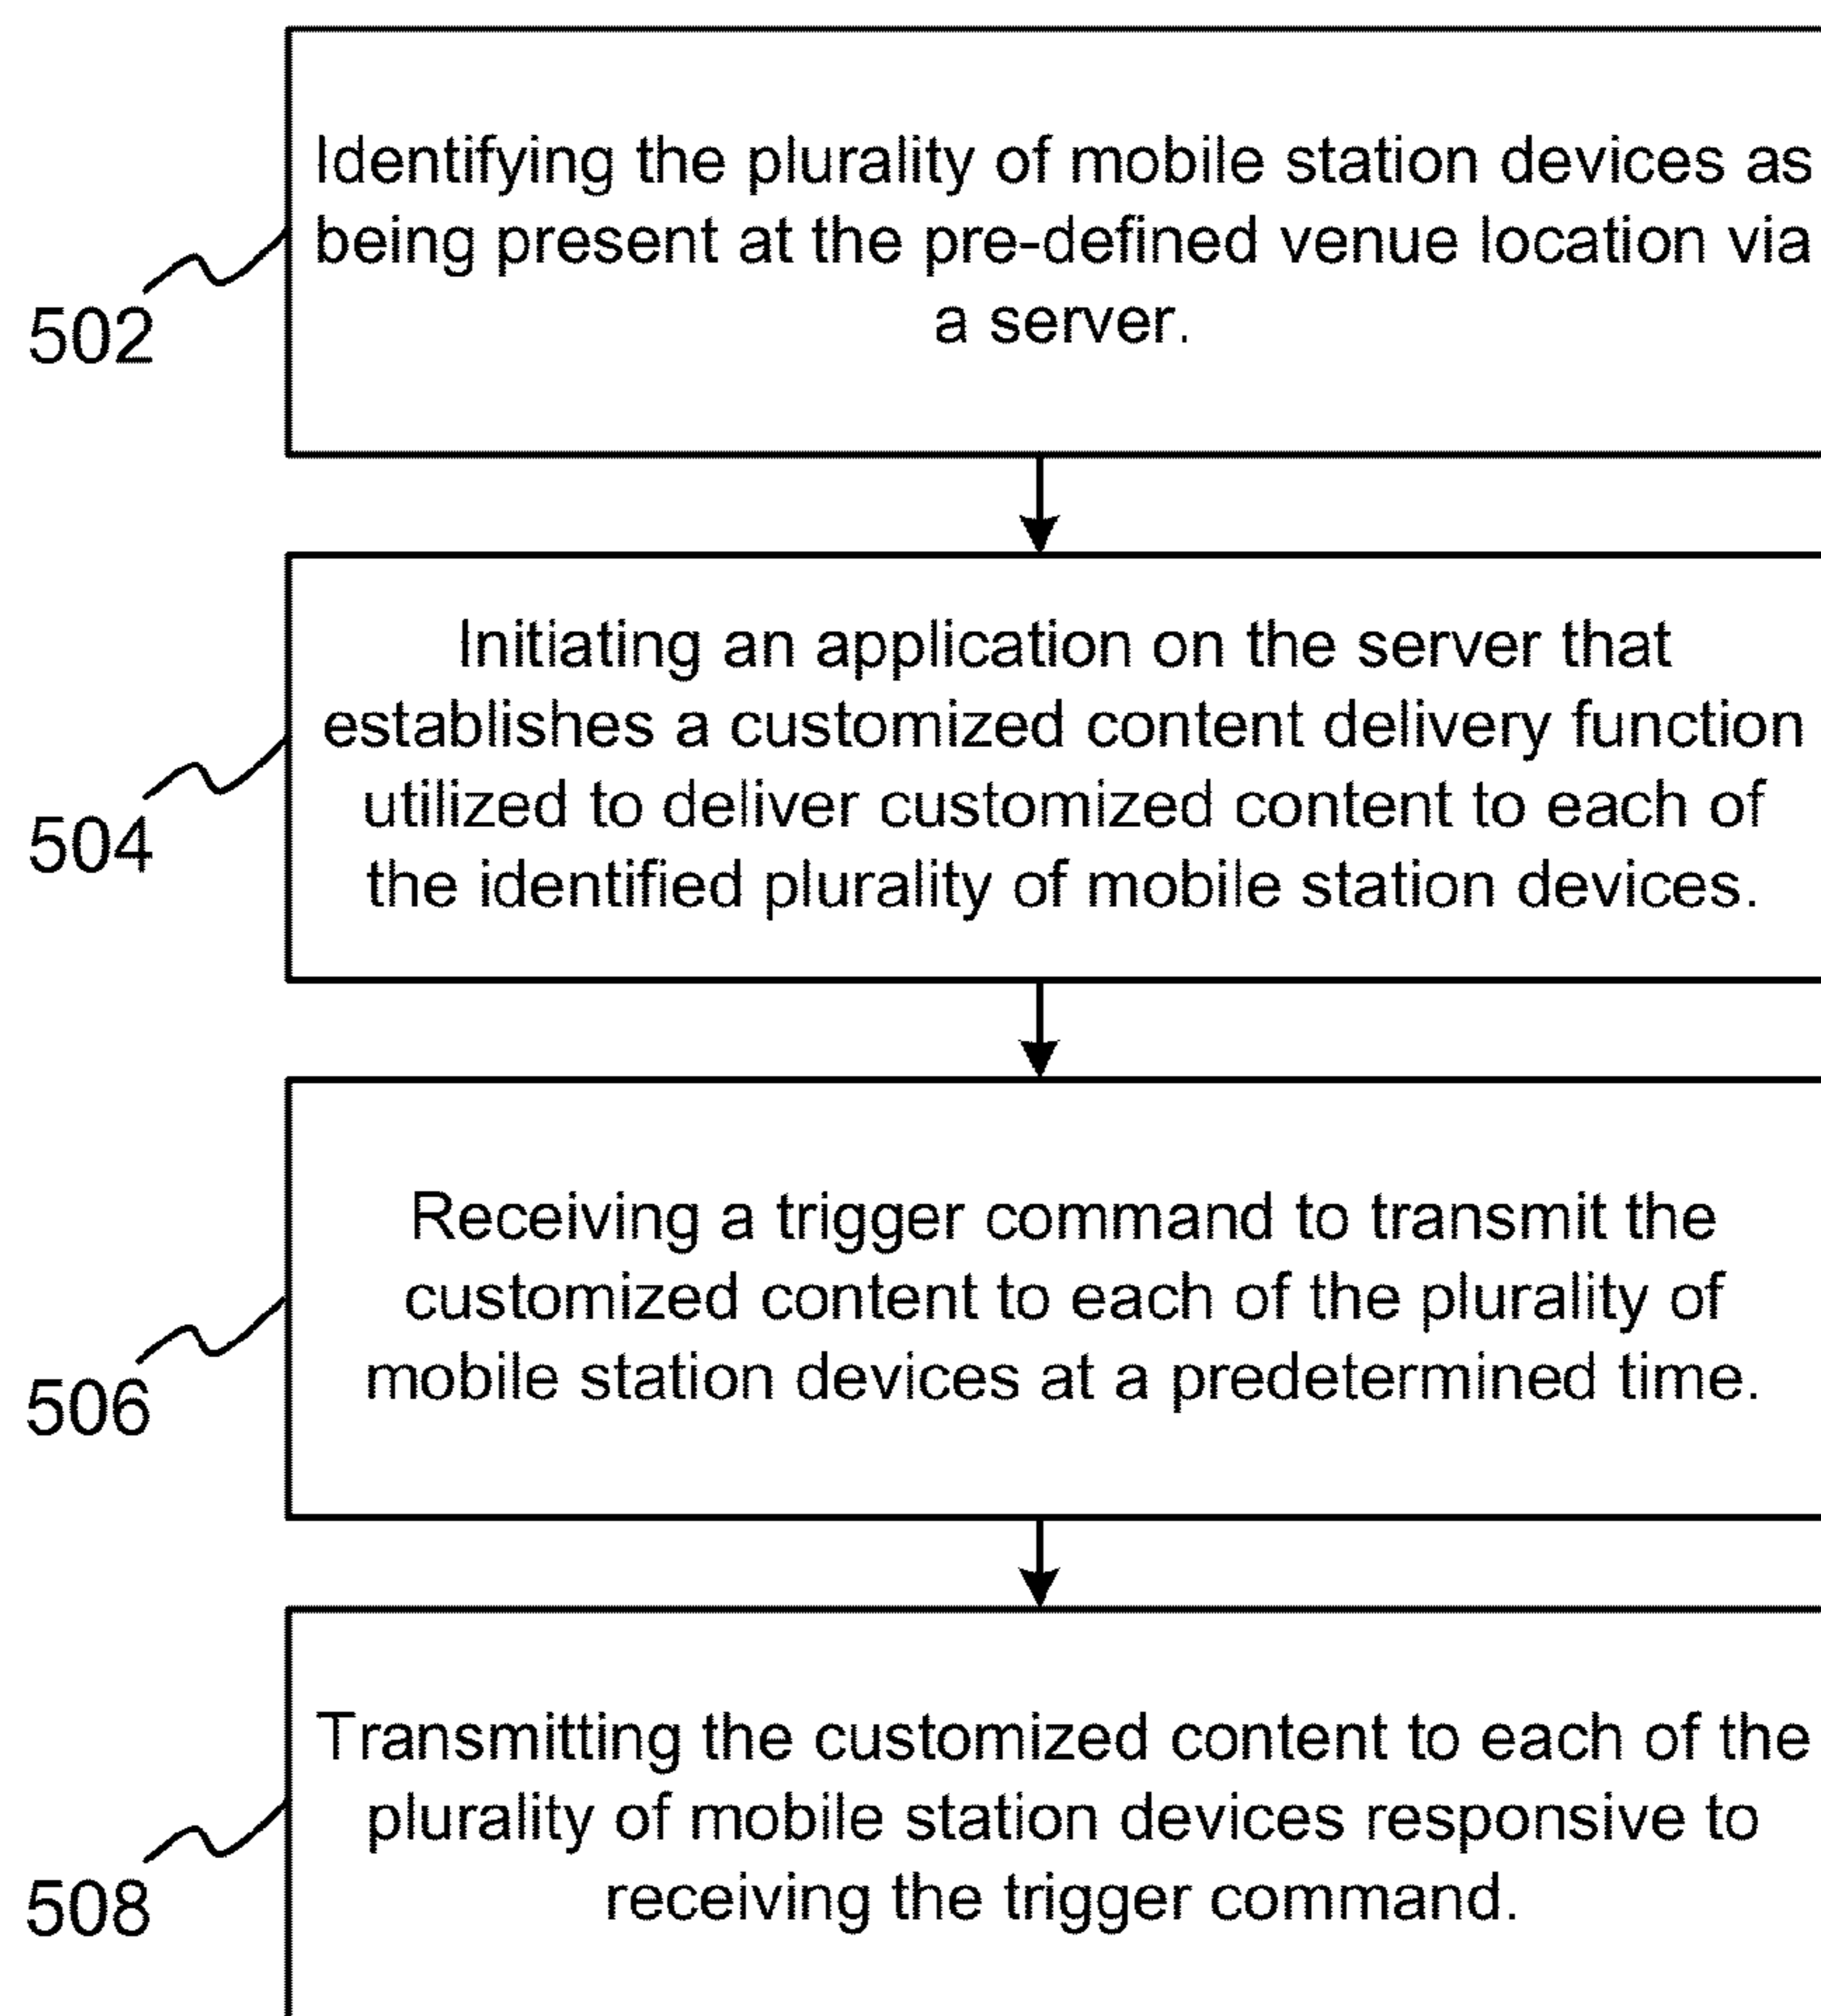 Identifying the plurality of mobile station devices as
being present at the pre-defined venue location via
a server.
502
Initiating an application on the server that
establishes a customized content delivery function
utilized to deliver customized content to each of
the identified plurality of mobile station devices.
504
Receiving a trigger command to transmit the
customized content to each of the plurality of
mobile station devices at a predetermined time.
506
Transmitting the customized content to each of the
plurality of mobile station devices responsive to
receiving the trigger command.
508